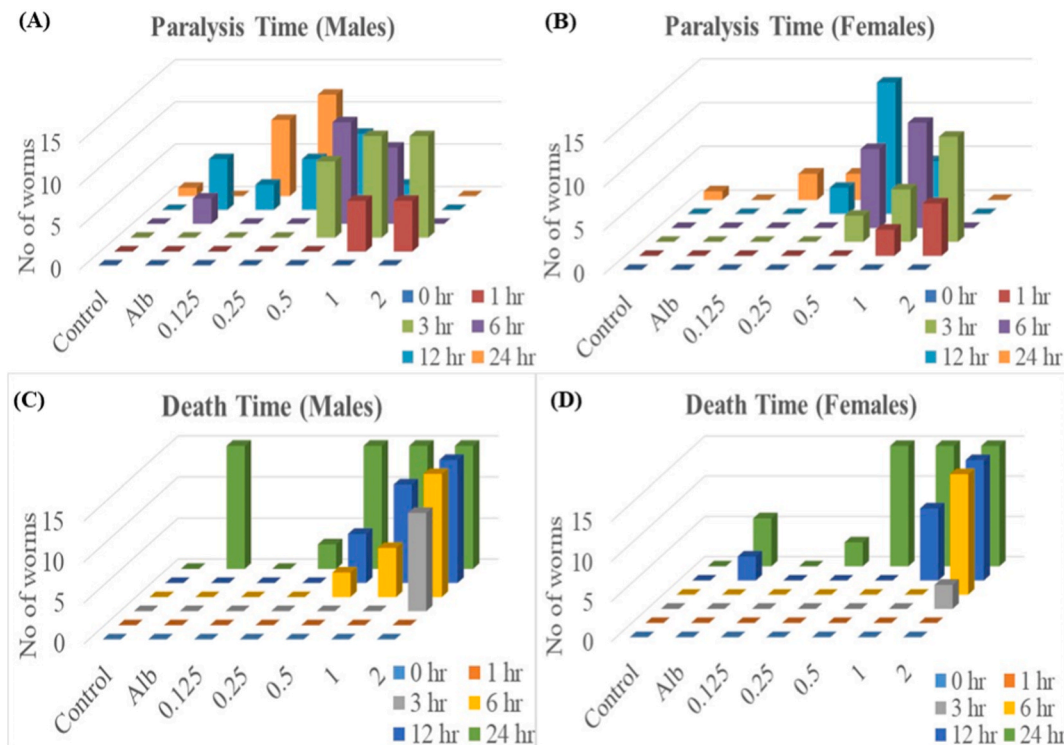 (A)
Paralysis Time (Males)
No of worms
15
10
5
0
Control
Alb
0.125
0.25
0.5
1
2
0 hr
1 hr
3 hr
6 hr
12 hr
24 hr
(B)
Paralysis Time (Females)
No of worms
15
10
5
0
Control
Alb
0.125
0.25
0.5
1
2
0 hr
1 hr
3 hr
6 hr
12 hr
24 hr
(C)
Death Time (Males)
No of worms
15
10
5
0
Control
Alb
0.125
0.25
0.5
1
2
0 hr
1 hr
3 hr
6 hr
12 hr
24 hr
(D)
Death Time (Females)
No of worms
15
10
5
0
Control
Alb
0.125
0.25
0.5
1
2
0 hr
1 hr
3 hr
6 hr
12 hr
24 hr